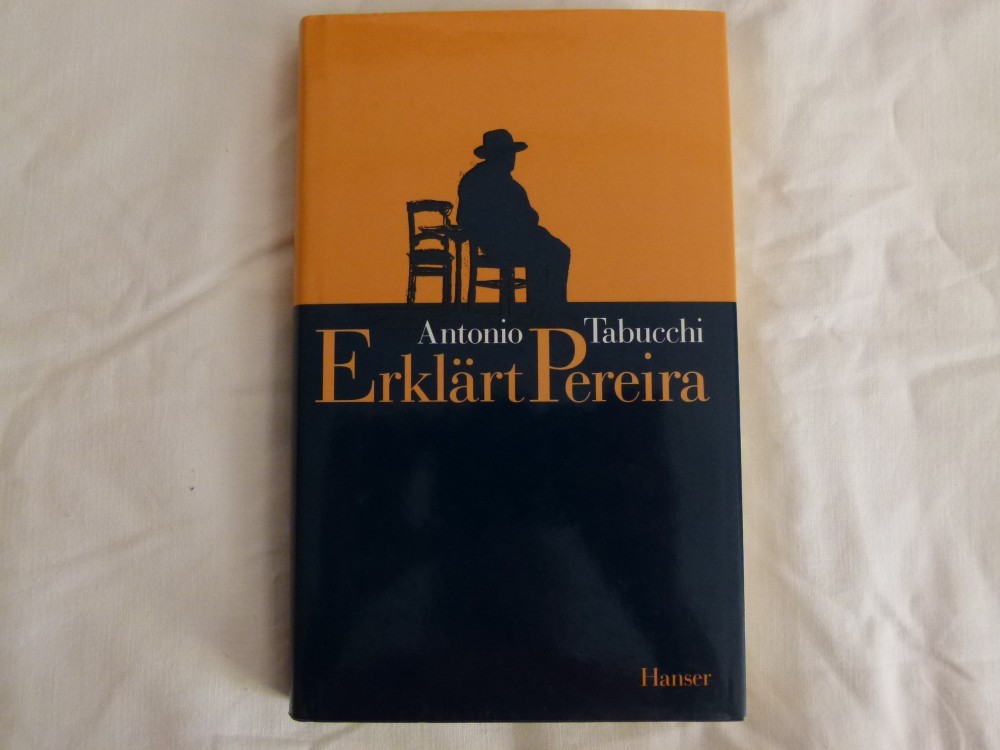 Antonio Tabucchi
Erklärt Pereira
Hanser